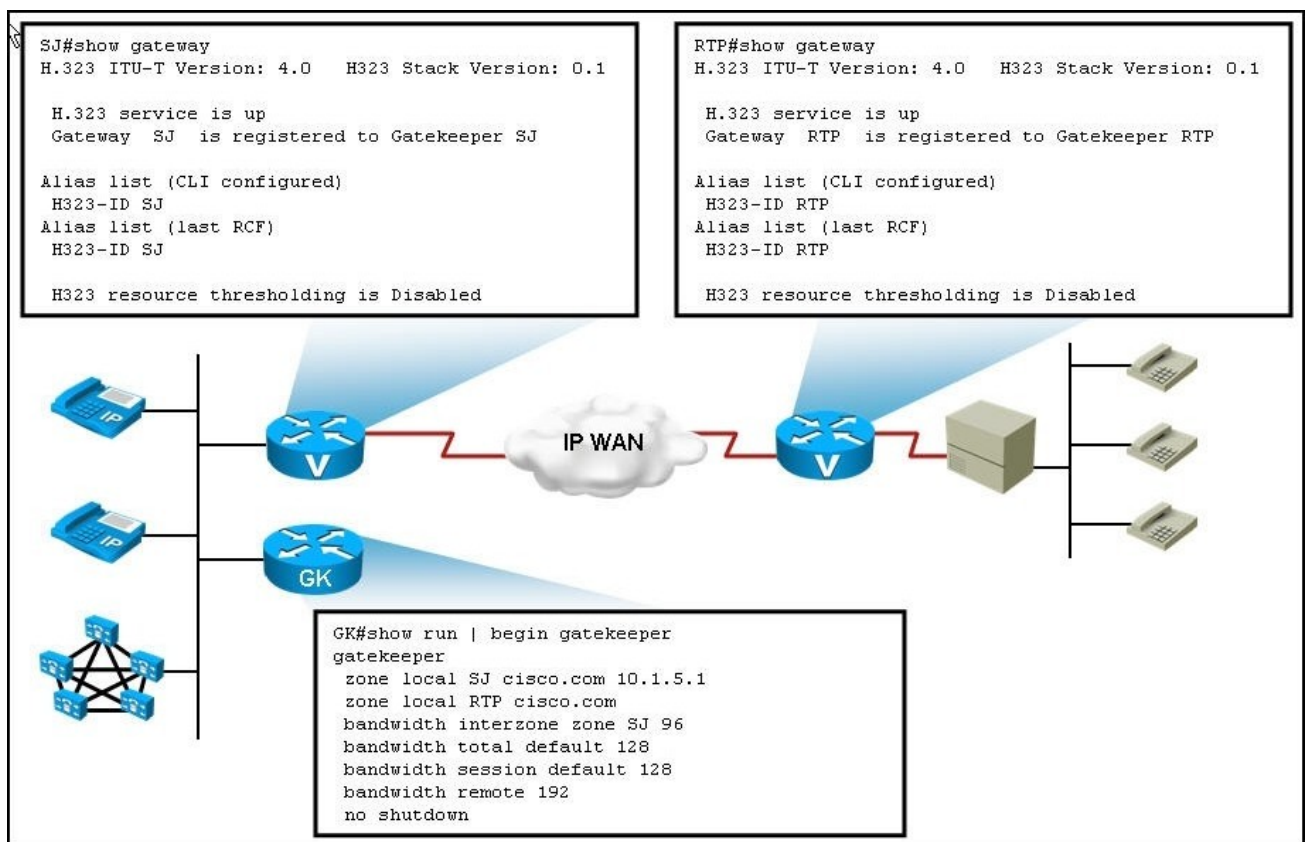 SJ#show gateway
H.323 ITU-T Version: 4.0   H323 Stack Version: 0.1
H.323 service is up
Gateway  SJ  is registered to Gatekeeper SJ
Alias list (CLI configured)
H323-ID SJ
Alias list (last RCF)
H323-ID SJ
H323 resource thresholding is Disabled
RTP#show gateway
H.323 ITU-T Version: 4.0   H323 Stack Version: 0.1
H.323 service is up
Gateway  RTP  is registered to Gatekeeper RTP
Alias list (CLI configured)
H323-ID RTP
Alias list (last RCF)
H323-ID RTP
H323 resource thresholding is Disabled
IP
V
IP WAN
V
IP
GK
GK#show run | begin gatekeeper
gatekeeper
zone local SJ cisco.com 10.1.5.1
zone local RTP cisco.com
bandwidth interzone zone SJ 96
bandwidth total default 128
bandwidth session default 128
bandwidth remote 192
no shutdown